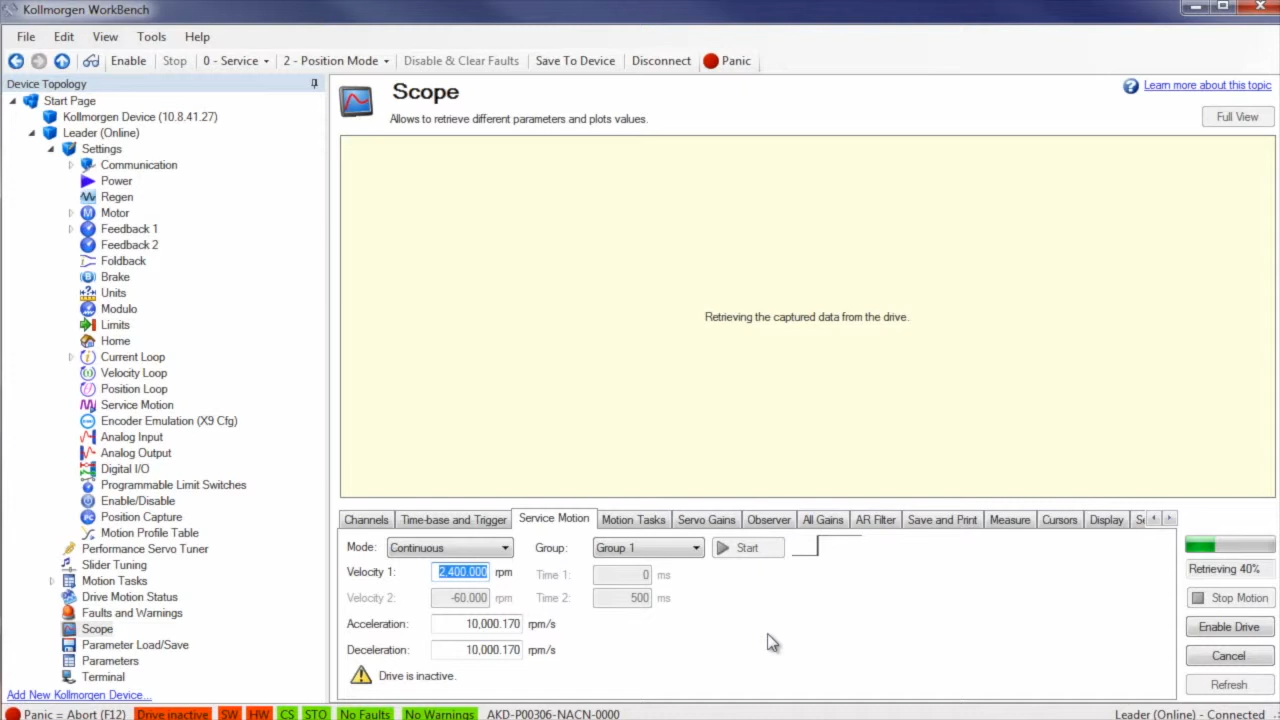 Kollmorgen WorkBench
File Edit View Tools Help
Enable Stop 0 - Service 2 - Position Mode Disable & Clear Faults Save To Device Disconnect Panic
Device Topology
Start Page
Kollmorgen Device (10.8.41.27)
Leader (Online)
Settings
Communication
Power
Regen
Motor
Feedback 1
Feedback 2
Foldback
Brake
Units
Modulo
Limits
Home
Current Loop
Velocity Loop
Position Loop
Service Motion
Encoder Emulation (X9 Cfg)
Analog Input
Analog Output
Digital I/O
Programmable Limit Switches
Enable/Disable
Position Capture
Motion Profile Table
Performance Servo Tuner
Slider Tuning
Motion Tasks
Drive Motion Status
Faults and Warnings
Scope
Parameter Load/Save
Parameters
Terminal
Add New Kollmorgen Device...
Scope
Allows to retrieve different parameters and plots values.
Learn more about this topic
Full View
Retrieving the captured data from the drive.
Channels Time-base and Trigger Service Motion Motion Tasks Servo Gains Observer All Gains AR Filter Save and Print Measure Cursors Display
Mode: Continuous Group: Group 1 Start
Velocity 1: 2,400.000 rpm Time 1: 0 ms
Velocity 2: -60.000 rpm Time 2: 500 ms
Acceleration: 10,000.170 rpm/s
Deceleration: 10,000.170 rpm/s
Drive is inactive.
Retrieving 40%
Stop Motion
Enable Drive
Cancel
Refresh
Panic = Abort (F12) Drive inactive SW HW CS STO No Faults No Warnings AKD-P00306-NACN-0000 Leader (Online) - Connected